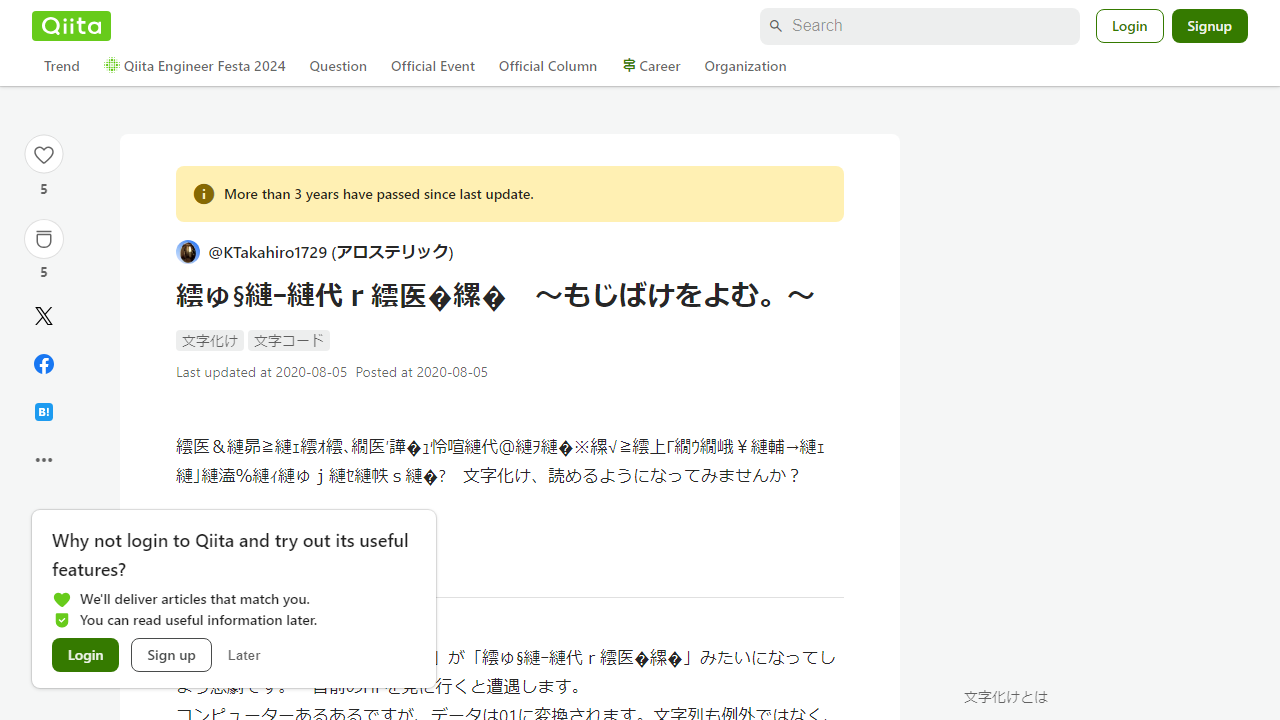 Qiita
Search
Login
Signup
Trend
Qiita Engineer Festa 2024
Question
Official Event
Official Column
Career
Organization
5
More than 3 years have passed since last update.
@KTakahiro1729 (アロステリック)
繧ゅ§縺ｰ縺代ｒ繧医�繧�　～もじばけをよむ。～
文字化け
文字コード
Last updated at 2020-08-05 Posted at 2020-08-05
5
B!
繧医＆縺昴≧縺ｪ繧ｵ繧､繝医ｒ譁�ｭ怜喧縺代＠縺ｦ縺�※縲√≧繧上ｒ繝ｳ繝峨￥縺輔→縺ｪ
縺｣縺溘％縺ｨ縺ゅｊ縺ｾ縺帙ｓ縺�?　文字化け、読めるようになってみませんか？
Why not login to Qiita and try out its useful
features?
We'll deliver articles that match you.
You can read useful information later.
Login
Sign up
Later
」が「繧ゅ§縺ｰ縺代ｒ繧医�繧�」みたいになってし
コンピューターあるあるですが、データは01に変換されます。文字列も例外ではなく、
文字化けとは